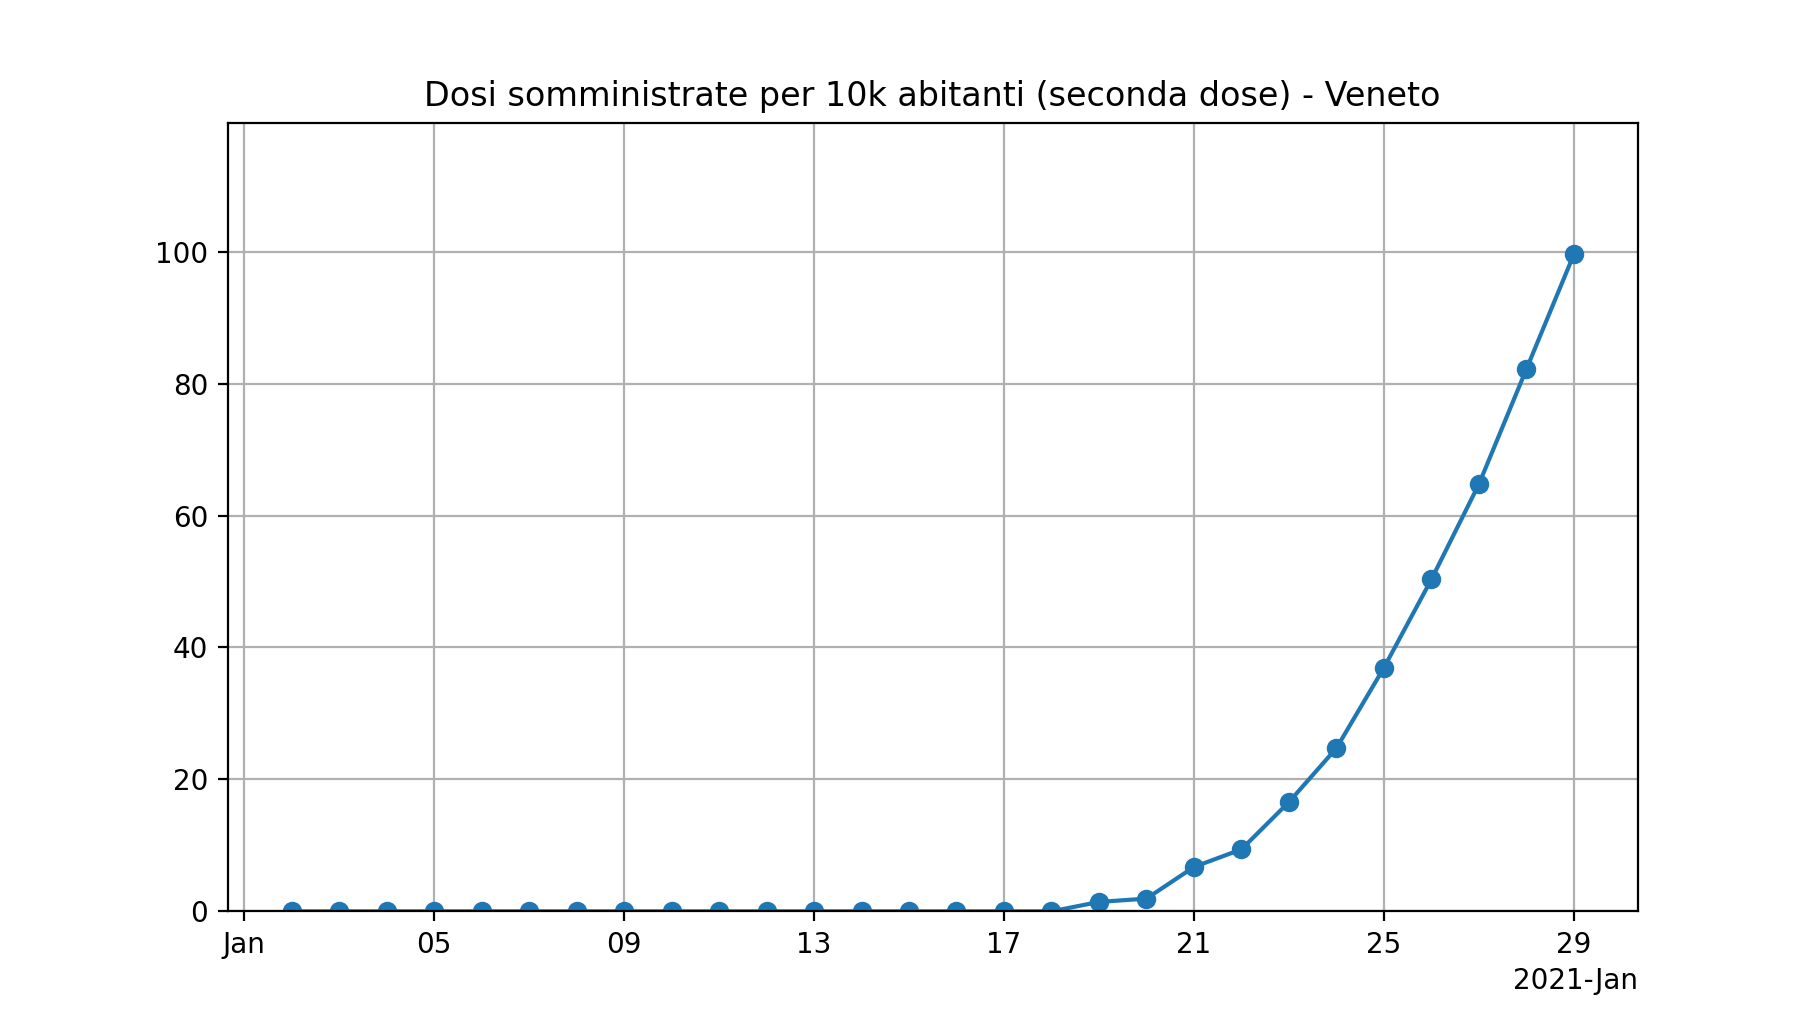 Dosi somministrate per 10k abitanti (seconda dose) - Veneto
100
80
60
40
20
0
Jan 05 09 13 17 21 25 29
2021-Jan